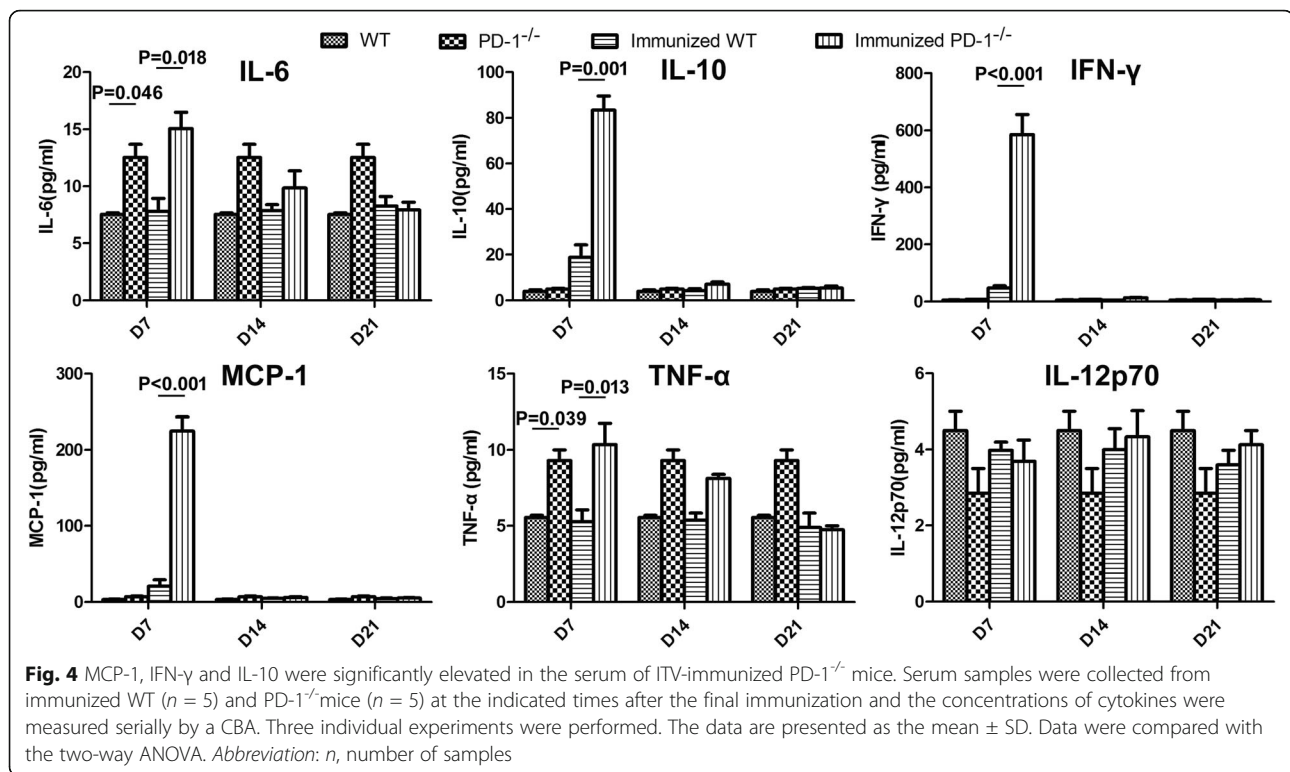 WT PD-1-/- Immunized WT Immunized PD-1-/-
IL-6
P=0.018
P=0.046
IL-6(pg/ml)
20
15
10
5
0
D7 D14 D21
IL-10
P=0.001
IL-10(pg/ml)
100
80
60
40
20
0
D7 D14 D21
IFN-γ
P<0.001
IFN-γ (pg/ml)
800
600
400
200
0
D7 D14 D21
MCP-1
P<0.001
MCP-1(pg/ml)
300
200
100
0
D7 D14 D21
TNF-α
P=0.013
P=0.039
TNF-α (pg/ml)
15
10
5
0
D7 D14 D21
IL-12p70
IL-12p70(pg/ml)
6
4
2
0
D7 D14 D21
Fig. 4 MCP-1, IFN-γ and IL-10 were significantly elevated in the serum of ITV-immunized PD-1-/- mice. Serum samples were collected from
immunized WT (n = 5) and PD-1-/-mice (n = 5) at the indicated times after the final immunization and the concentrations of cytokines were
measured serially by a CBA. Three individual experiments were performed. The data are presented as the mean ± SD. Data were compared with
the two-way ANOVA. Abbreviation: n, number of samples